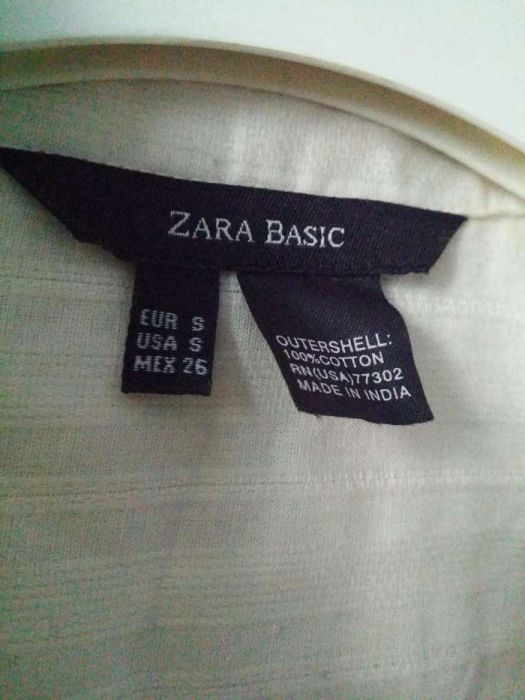 ZARA BASIC
EUR S
USA S
MEX 26
OUTERSHELL:
100%COTTON
RN(USA)77302
MADE IN INDIA